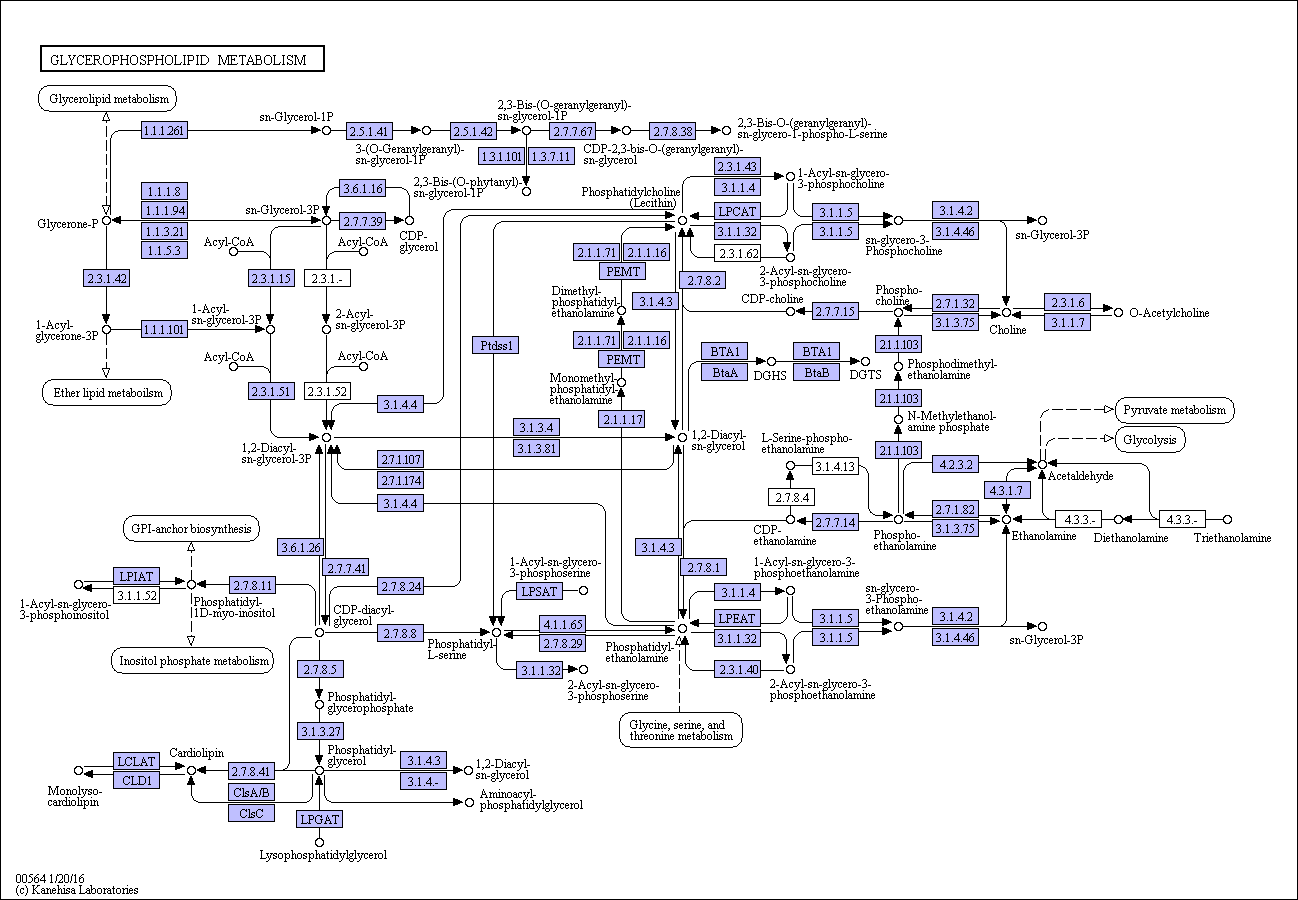 GLYCEROPHOSPHOLIPID METABOLISM
Glycerolipid metabolism
1.1.1.261
sn-Glycerol-1P
2.5.1.41
3-(O-Geranylgeranyl)-
sn-glycerol-1P
2.5.1.42
2,3-Bis-(O-geranylgeranyl)-
sn-glycerol-1P
2.7.7.67
CDP-2,3-bis-O-(geranylgeranyl)-
sn-glycerol
2.7.8.38
2,3-Bis-O-(geranylgeranyl)-
sn-glycero-1-phospho-L-serine
1.3.1.101
1.3.7.11
2,3-Bis-(O-phytanyl)-
sn-glycerol-1P
1.1.1.8
1.1.1.94
1.1.3.21
1.1.5.3
Glycerone-P
sn-Glycerol-3P
3.6.1.16
2.7.7.39
CDP-
glycerol
Acyl-CoA
Acyl-CoA
2.3.1.42
2.3.1.15
2.3.1.-
1-Acyl-
glycerone-3P
1.1.1.101
1-Acyl-
sn-glycerol-3P
2-Acyl-
sn-glycerol-3P
Acyl-CoA
Acyl-CoA
Ether lipid metaboilsm
2.3.1.51
2.3.1.52
3.1.4.4
1,2-Diacyl-
sn-glycerol-3P
3.1.3.4
3.1.3.81
2.7.1.107
2.7.1.174
3.1.4.4
Ptdss1
Phosphatidylcholine
(Lecithin)
2.3.1.43
3.1.1.4
LPCAT
3.1.1.32
2.3.1.62
1-Acyl-sn-glycero-
3-phosphocholine
2-Acyl-sn-glycero-
3-phosphocholine
3.1.1.5
3.1.1.5
sn-glycero-3-
Phosphocholine
3.1.4.2
3.1.4.46
sn-Glycerol-3P
2.1.1.71
2.1.1.16
PEMT
Dimethyl-
phosphatidyl-
ethanolamine
3.1.4.3
2.7.8.2
CDP-choline
2.7.7.15
Phospho-
choline
2.7.1.32
3.1.3.75
Choline
2.3.1.6
3.1.1.7
O-Acetylcholine
2.1.1.71
2.1.1.16
PEMT
Monomethyl-
phosphatidyl-
ethanolamine
2.1.1.17
BTA1
BtaA
DGHS
BTA1
BtaB
DGTS
2.1.1.103
Phosphodimethyl-
ethanolamine
2.1.1.103
N-Methylethanol-
amine phosphate
2.1.1.103
Pyruvate metabolism
Glycolysis
1,2-Diacyl-
sn-glycerol
L-Serine-phospho-
ethanolamine
3.1.4.13
2.7.8.4
CDP-
ethanolamine
2.7.7.14
Phospho-
ethanolamine
4.2.3.2
Acetaldehyde
4.3.1.7
2.7.1.82
3.1.3.75
Ethanolamine
4.3.3.-
Diethanolamine
4.3.3.-
Triethanolamine
GPI-anchor biosynthesis
3.6.1.26
2.7.7.41
LPIAT
3.1.1.52
1-Acyl-sn-glycero-
3-phosphoinositol
2.7.8.11
Phosphatidyl-
1D-myo-inositol
Inositol phosphate metabolism
2.7.8.24
CDP-diacyl-
glycerol
2.7.8.8
Phosphatidyl-
L-serine
1-Acyl-sn-glycero-
3-phosphoserine
LPSAT
4.1.1.65
2.7.8.29
3.1.1.32
2-Acyl-sn-glycero-
3-phosphoserine
3.1.4.3
2.7.8.1
Phosphatidyl-
ethanolamine
1-Acyl-sn-glycero-3-
phosphoethanolamine
3.1.1.4
LPEAT
3.1.1.32
2.3.1.40
2-Acyl-sn-glycero-3-
phosphoethanolamine
3.1.1.5
3.1.1.5
sn-glycero-
3-Phospho-
ethanolamine
3.1.4.2
3.1.4.46
sn-Glycerol-3P
Glycine, serine, and
threonine metabolism
2.7.8.5
Phosphatidyl-
glycerophosphate
3.1.3.27
Phosphatidyl-
glycerol
Cardiolipin
LCLAT
CLD1
Monolyso-
cardiolipin
2.7.8.41
ClsA/B
ClsC
3.1.4.3
3.1.4.-
1,2-Diacyl-
sn-glycerol
Aminoacyl-
phosphatidylglycerol
LPGAT
Lysophosphatidylglycerol
00564 1/20/16
(c) Kanehisa Laboratories